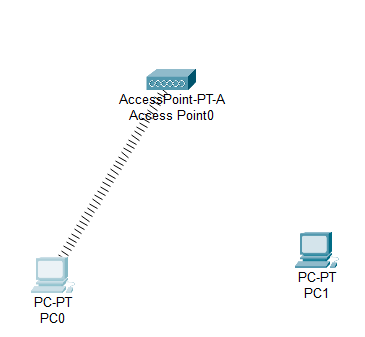 AccessPoint-PT-A
Access Point0
PC-PT
PC0
PC-PT
PC1